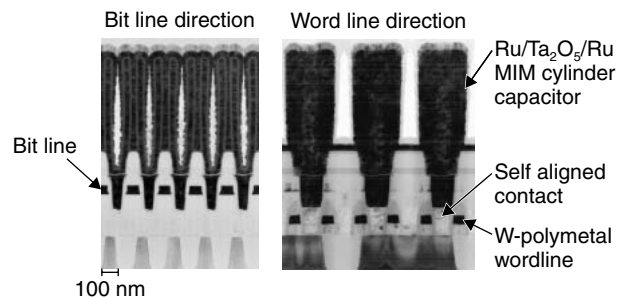 Bit line direction
Word line direction
Ru/Ta₂O₅/Ru
MIM cylinder
capacitor
Bit line
Self aligned
contact
W-polymetal
wordline
100 nm